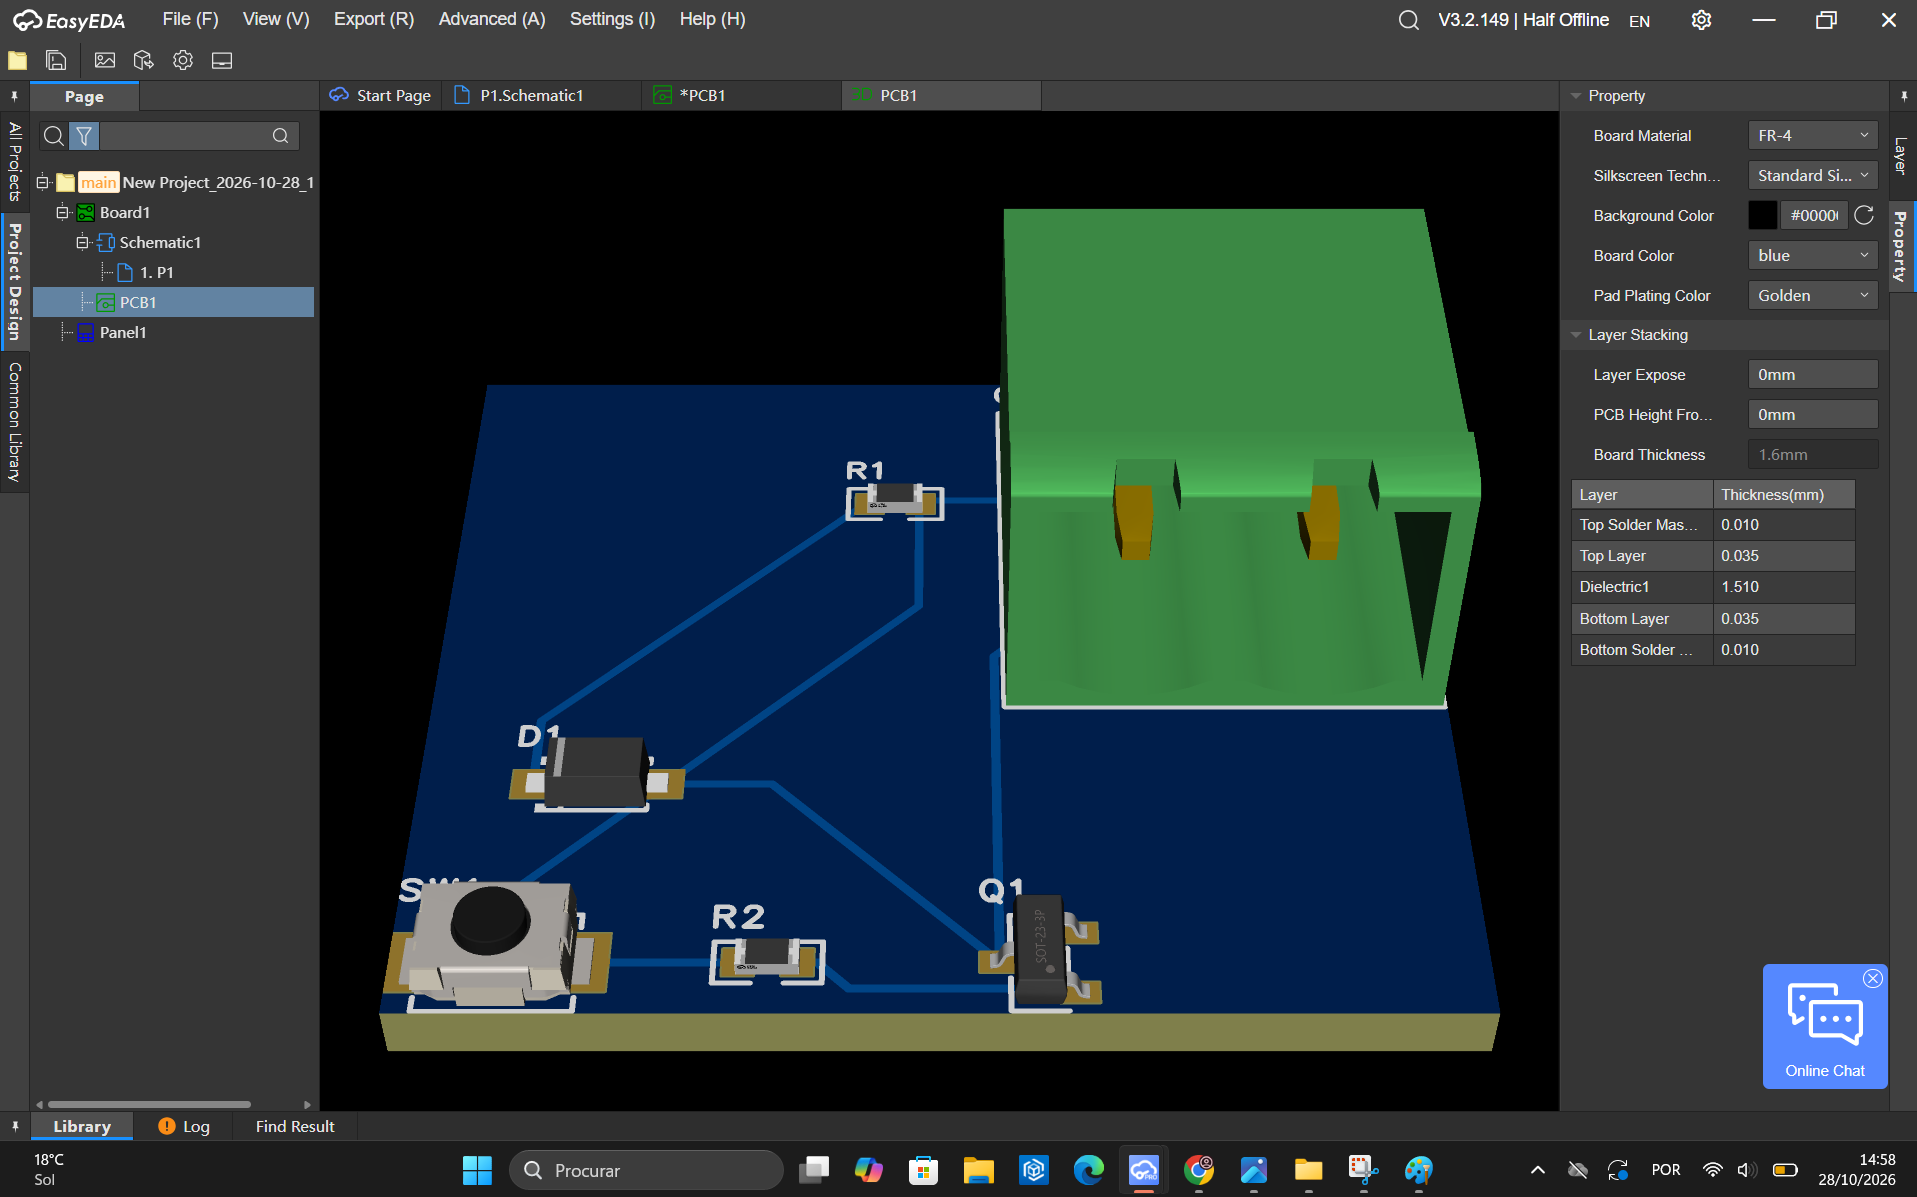 EasyEDA File (F) View (V) Export (R) Advanced (A) Settings (I) Help (H) V3.2.149 | Half Offline EN
Page
Start Page P1.Schematic1 *PCB1 3D PCB1
All Projects
Project Design
Common Library
main New Project_2026-10-28_1
Board1
Schematic1
1. P1
PCB1
Panel1
R1
D1
SW1
R2
Q1
SOT-23-3P
Property
Board Material FR-4
Silkscreen Techn... Standard Si...
Background Color #0000
Board Color blue
Pad Plating Color Golden
Layer Stacking
Layer Expose 0mm
PCB Height Fro... 0mm
Board Thickness 1.6mm
Layer Thickness(mm)
Top Solder Mas... 0.010
Top Layer 0.035
Dielectric1 1.510
Bottom Layer 0.035
Bottom Solder ... 0.010
Layer
Property
Online Chat
Library Log Find Result
18°C
Sol
Procurar
PRO
POR
14:58
28/10/2026